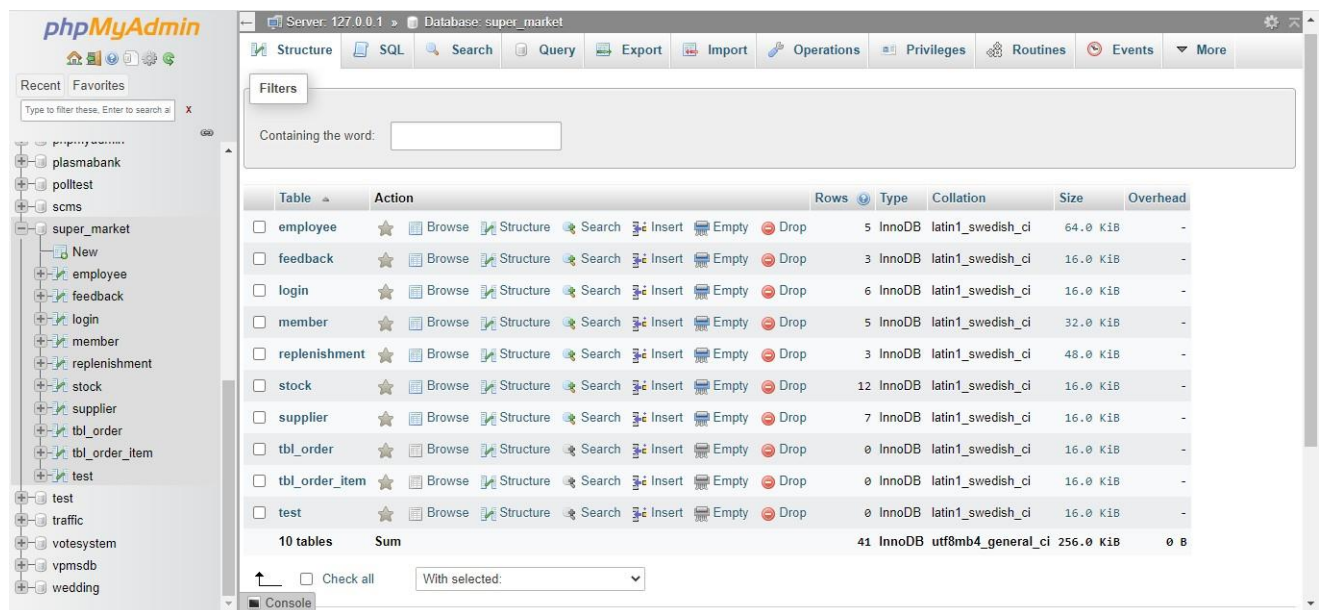 phpMyAdmin
Recent Favorites
Type to filter these, Enter to search al X
phpmyadmin
plasmabank
polltest
scms
super_market
New
employee
feedback
login
member
replenishment
stock
supplier
tbl_order
tbl_order_item
test
test
traffic
votesystem
vpmsdb
wedding
Server: 127.0.0.1 » Database: super_market
Structure SQL Search Query Export Import Operations Privileges Routines Events More
Filters
Containing the word:
Table Action Rows Type Collation Size Overhead
employee Browse Structure Search Insert Empty Drop 5 InnoDB latin1_swedish_ci 64.0 KiB -
feedback Browse Structure Search Insert Empty Drop 3 InnoDB latin1_swedish_ci 16.0 KiB -
login Browse Structure Search Insert Empty Drop 6 InnoDB latin1_swedish_ci 16.0 KiB -
member Browse Structure Search Insert Empty Drop 5 InnoDB latin1_swedish_ci 32.0 KiB -
replenishment Browse Structure Search Insert Empty Drop 3 InnoDB latin1_swedish_ci 48.0 KiB -
stock Browse Structure Search Insert Empty Drop 12 InnoDB latin1_swedish_ci 16.0 KiB -
supplier Browse Structure Search Insert Empty Drop 7 InnoDB latin1_swedish_ci 16.0 KiB -
tbl_order Browse Structure Search Insert Empty Drop 0 InnoDB latin1_swedish_ci 16.0 KiB -
tbl_order_item Browse Structure Search Insert Empty Drop 0 InnoDB latin1_swedish_ci 16.0 KiB -
test Browse Structure Search Insert Empty Drop 0 InnoDB latin1_swedish_ci 16.0 KiB -
10 tables Sum 41 InnoDB utf8mb4_general_ci 256.0 KiB 0 B
Check all With selected:
Console